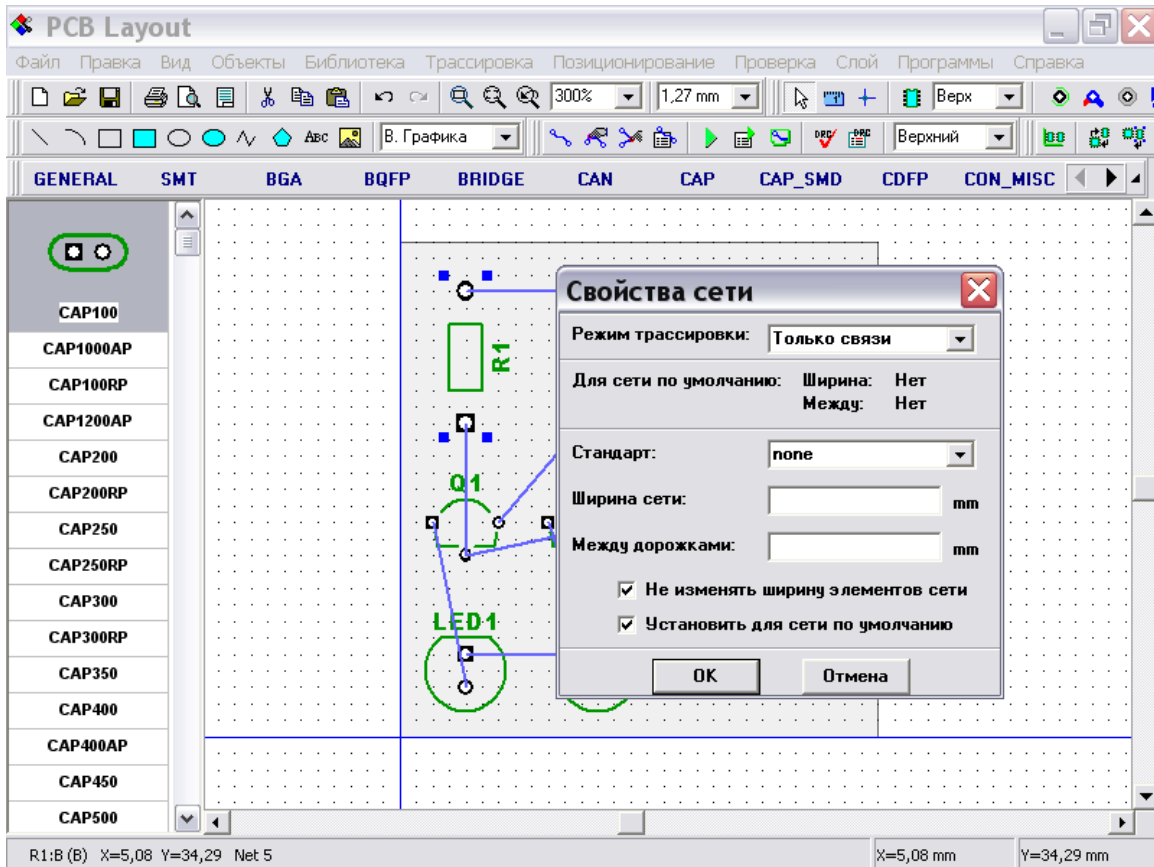 PCB Layout
Файл Правка Вид Объекты Библиотека Трассировка Позиционирование Проверка Слой Программы Справка
300% 1,27 mm Верх
ABC В. Графика DRC DRC Верхний
GENERAL SMT BGA BQFP BRIDGE CAN CAP CAP_SMD CDFP CON_MISC
CAP100
CAP1000AP
CAP100RP
CAP1200AP
CAP200
CAP200RP
CAP250
CAP250RP
CAP300
CAP300RP
CAP350
CAP400
CAP400AP
CAP450
CAP500
R1
Q1
LED1
Свойства сети
Режим трассировки: Только связи
Для сети по умолчанию: Ширина: Нет
Между: Нет
Стандарт: none
Ширина сети: mm
Между дорожками: mm
Не изменять ширину элементов сети
Установить для сети по умолчанию
OK Отмена
R1:B (B) X=5,08 Y=34,29 Net 5 X=5,08 mm Y=34,29 mm